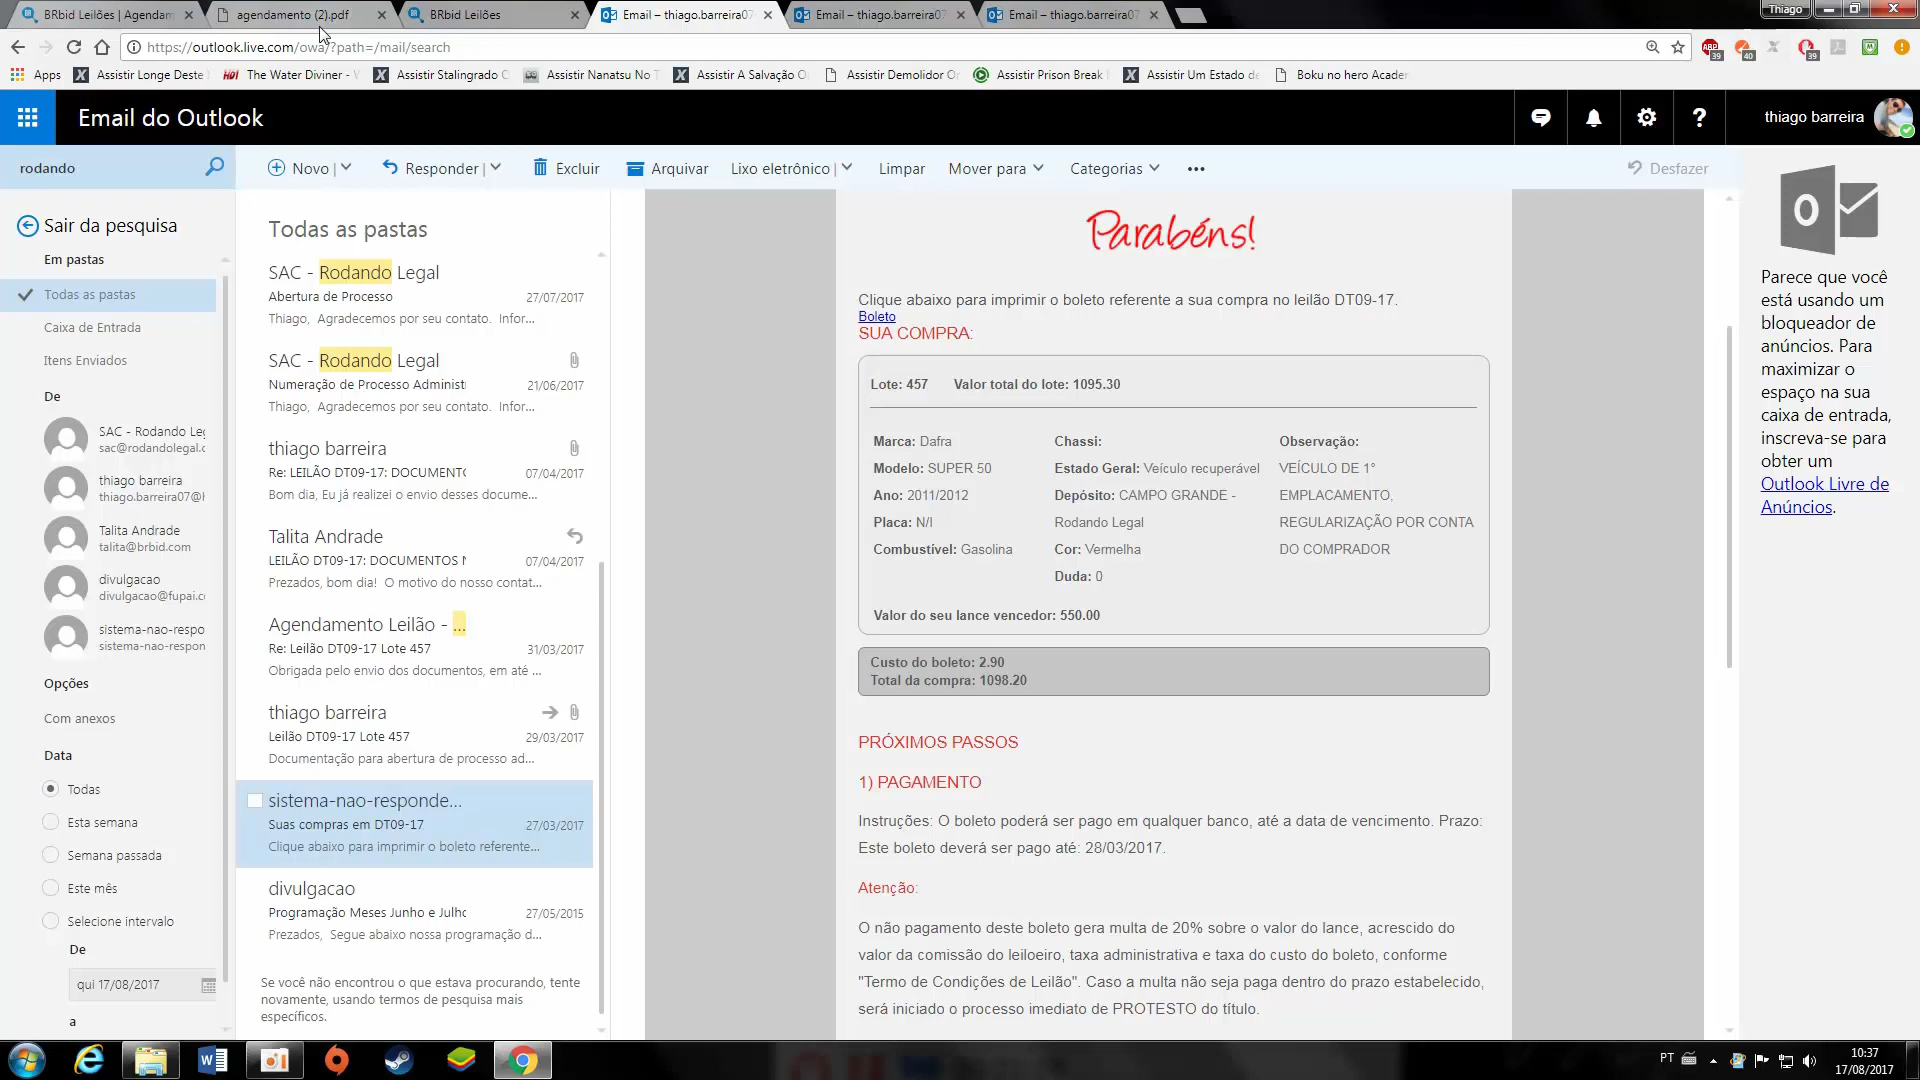 BRbid Leilões | Agendam
agendamento (2).pdf
BRbid Leilões
Email – thiago.barreira07
Email – thiago.barreira07
Email – thiago.barreira07
Thiago
https://outlook.live.com/owa/?path=/mail/search
39
40
39
Apps
Assistir Longe Deste
The Water Diviner -
Assistir Stalingrado
Assistir Nanatsu No T
Assistir A Salvação O
Assistir Demolidor On
Assistir Prison Break
Assistir Um Estado de
Boku no hero Acade
Email do Outlook
thiago barreira
rodando
Novo
Responder
Excluir
Arquivar
Lixo eletrônico
Limpar
Mover para
Categorias
Desfazer
Sair da pesquisa
Em pastas
Todas as pastas
Caixa de Entrada
Itens Enviados
De
SAC - Rodando Leg
sac@rodandolegal.c
thiago barreira
thiago.barreira07@h
Talita Andrade
talita@brbid.com
divulgacao
divulgacao@fupai.co
sistema-nao-respo
sistema-nao-respon
Opções
Com anexos
Data
Todas
Esta semana
Semana passada
Este mês
Selecione intervalo
De
qui 17/08/2017
a
Todas as pastas
SAC - Rodando Legal
Abertura de Processo 27/07/2017
Thiago, Agradecemos por seu contato. Infor...
SAC - Rodando Legal
Numeração de Processo Administ 21/06/2017
Thiago, Agradecemos por seu contato. Infor...
thiago barreira
Re: LEILÃO DT09-17: DOCUMENTO 07/04/2017
Bom dia, Eu já realizei o envio desses docume...
Talita Andrade
LEILÃO DT09-17: DOCUMENTOS 07/04/2017
Prezados, bom dia! O motivo do nosso contat...
Agendamento Leilão - ...
Re: Leilão DT09-17 Lote 457 31/03/2017
Obrigada pelo envio dos documentos, em até ...
thiago barreira
Leilão DT09-17 Lote 457 29/03/2017
Documentação para abertura de processo ad...
sistema-nao-responde...
Suas compras em DT09-17 27/03/2017
Clique abaixo para imprimir o boleto referente...
divulgacao
Programação Meses Junho e Julho 27/05/2015
Prezados, Segue abaixo nossa programação d...
Se você não encontrou o que estava procurando, tente
novamente, usando termos de pesquisa mais
específicos.
Parabéns!
Clique abaixo para imprimir o boleto referente a sua compra no leilão DT09-17.
Boleto
SUA COMPRA:
Lote: 457 Valor total do lote: 1095.30
Marca: Dafra
Modelo: SUPER 50
Ano: 2011/2012
Placa: N/I
Combustível: Gasolina
Chassi:
Estado Geral: Veículo recuperável
Depósito: CAMPO GRANDE -
Rodando Legal
Cor: Vermelha
Duda: 0
Observação:
VEÍCULO DE 1°
EMPLACAMENTO,
REGULARIZAÇÃO POR CONTA
DO COMPRADOR
Valor do seu lance vencedor: 550.00
Custo do boleto: 2.90
Total da compra: 1098.20
PRÓXIMOS PASSOS
1) PAGAMENTO
Instruções: O boleto poderá ser pago em qualquer banco, até a data de vencimento. Prazo:
Este boleto deverá ser pago até: 28/03/2017.
Atenção:
O não pagamento deste boleto gera multa de 20% sobre o valor do lance, acrescido do
valor da comissão do leiloeiro, taxa administrativa e taxa do custo do boleto, conforme
"Termo de Condições de Leilão". Caso a multa não seja paga dentro do prazo estabelecido,
será iniciado o processo imediato de PROTESTO do título.
Parece que você
está usando um
bloqueador de
anúncios. Para
maximizar o
espaço na sua
caixa de entrada,
inscreva-se para
obter um
Outlook Livre de
Anúncios.
PT
10:37
17/08/2017